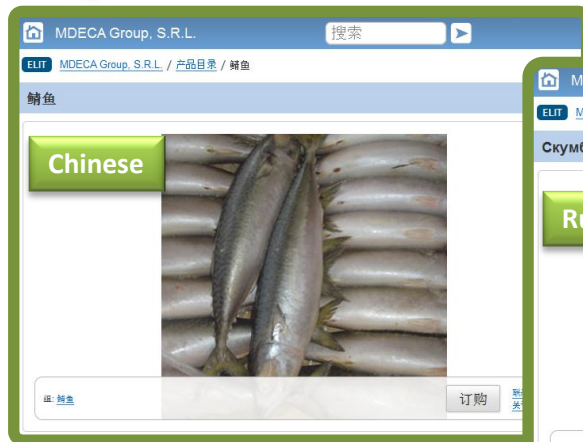 MDECA Group, S.R.L.
搜索
ELIT MDECA Group, S.R.L. / 产品目录 / 鲭鱼
鲭鱼
Chinese
组: 鲭鱼
订购
M
ELIT M
Скумб
Ru